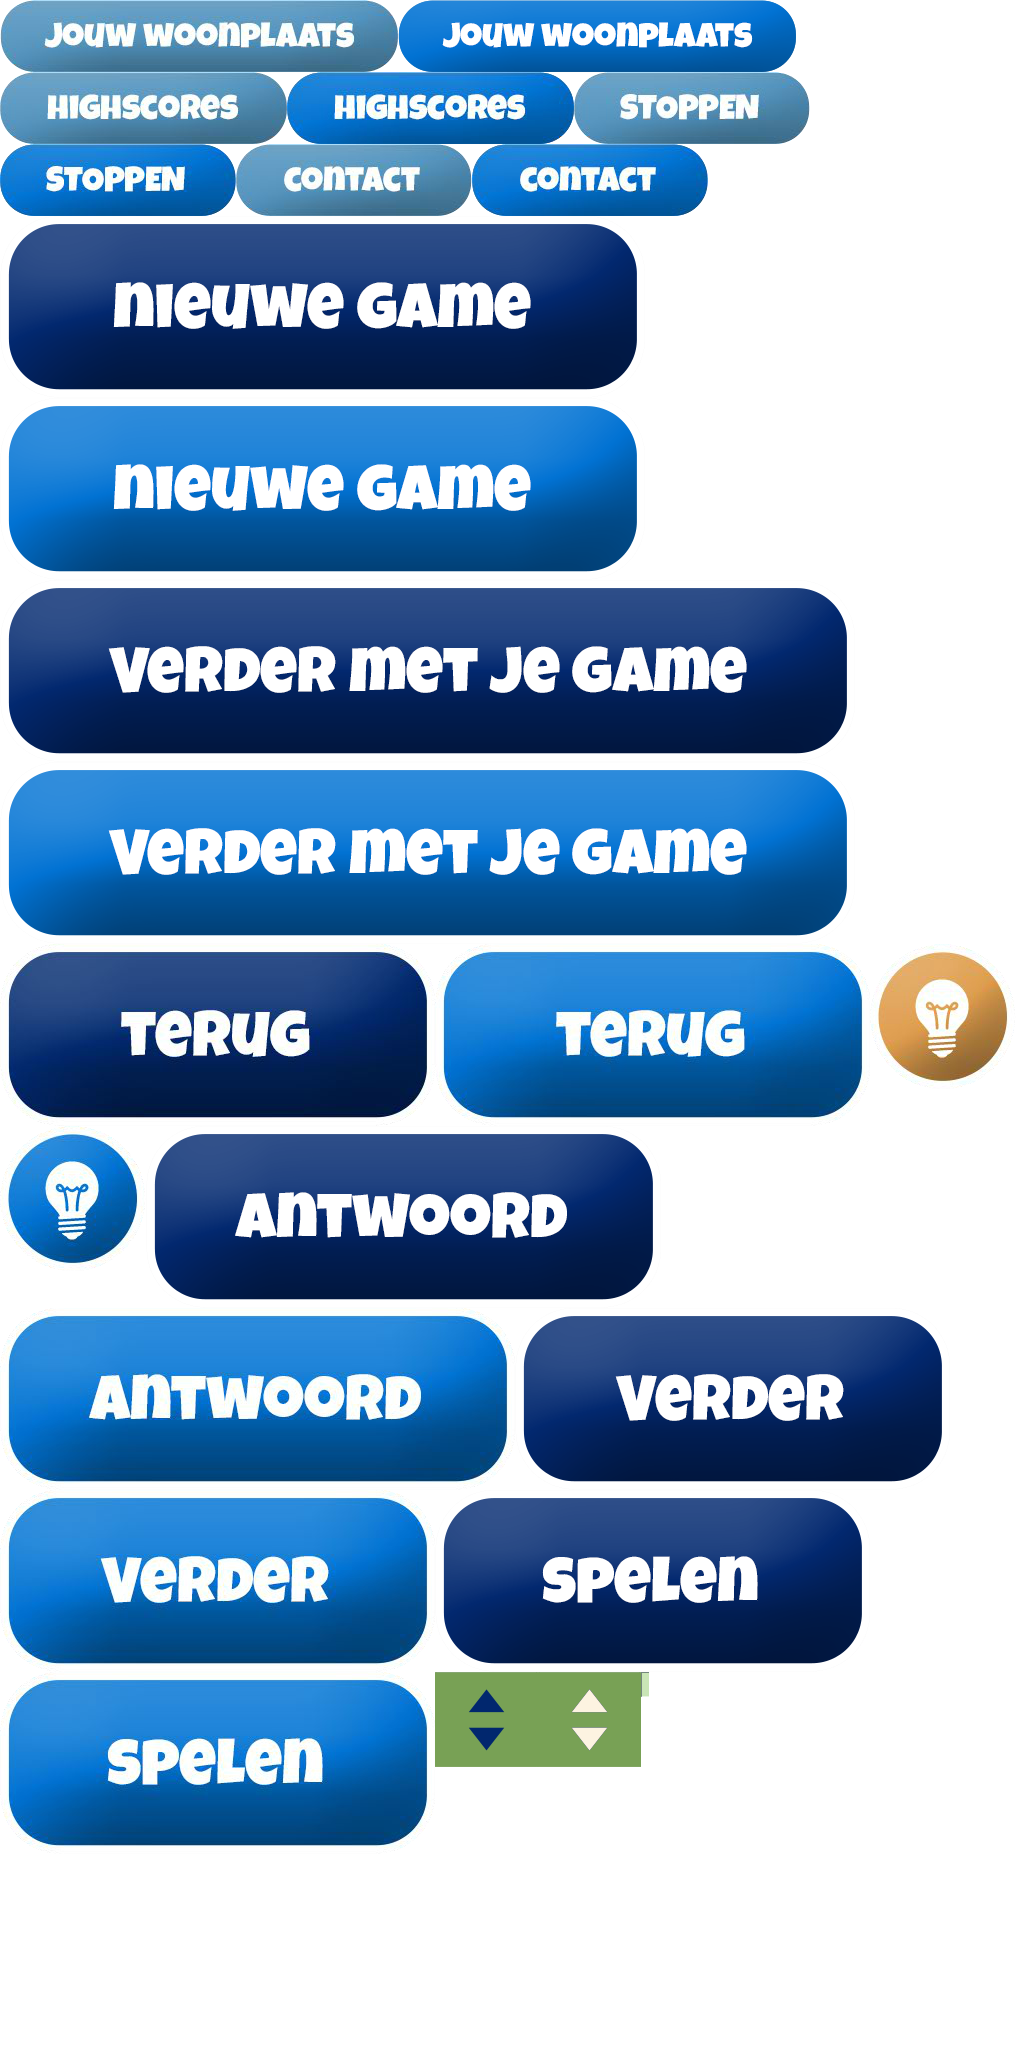 JOUW WOONPLAATS JOUW WOONPLAATS
HIGHSCORES HIGHSCORES STOPPEN
STOPPEN CONTACT CONTACT
NIEUWE GAME
NIEUWE GAME
VERDER MET JE GAME
VERDER MET JE GAME
TERUG TERUG
ANTWOORD
ANTWOORD VERDER
VERDER SPELEN
SPELEN